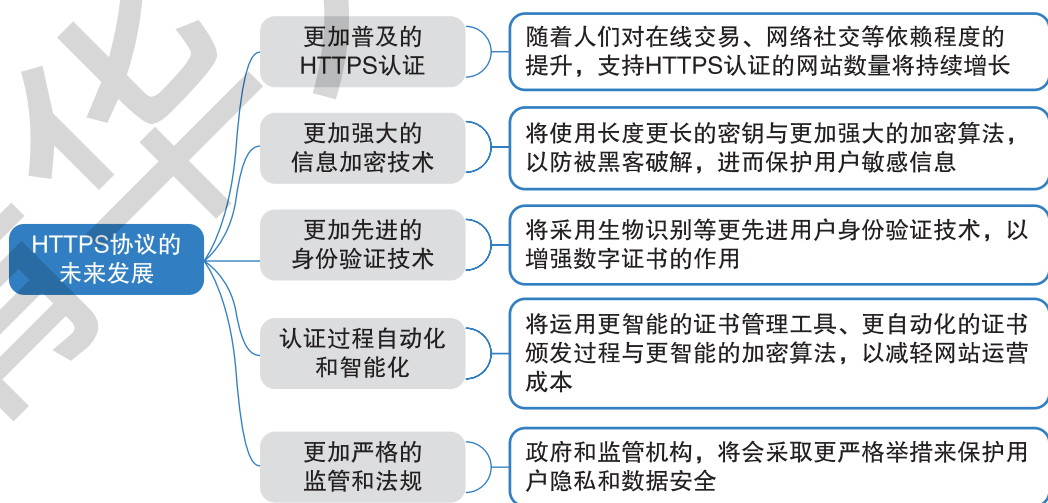 HTTPS协议的
未来发展
更加普及的
HTTPS认证
随着人们对在线交易、网络社交等依赖程度的
提升，支持HTTPS认证的网站数量将持续增长
更加强大的
信息加密技术
将使用长度更长的密钥与更加强大的加密算法，
以防被黑客破解，进而保护用户敏感信息
更加先进的
身份验证技术
将采用生物识别等更先进用户身份验证技术，以
增强数字证书的作用
认证过程自动化
和智能化
将运用更智能的证书管理工具、更自动化的证书
颁发过程与更智能的加密算法，以减轻网站运营
成本
更加严格的
监管和法规
政府和监管机构，将会采取更严格举措来保护用
户隐私和数据安全